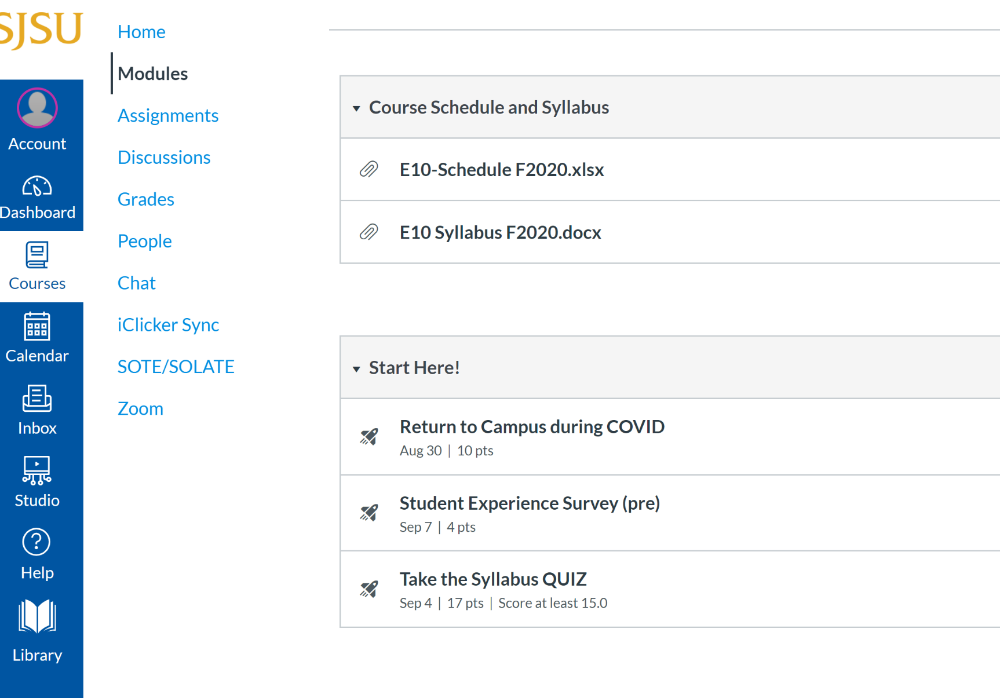 SJSU
Account
Dashboard
Courses
Calendar
Inbox
Studio
Help
Library
Home
Modules
Assignments
Discussions
Grades
People
Chat
iClicker Sync
SOTE/SOLATE
Zoom
Course Schedule and Syllabus
E10-Schedule F2020.xlsx
E10 Syllabus F2020.docx
Start Here!
Return to Campus during COVID
Aug 30 | 10 pts
Student Experience Survey (pre)
Sep 7 | 4 pts
Take the Syllabus QUIZ
Sep 4 | 17 pts | Score at least 15.0